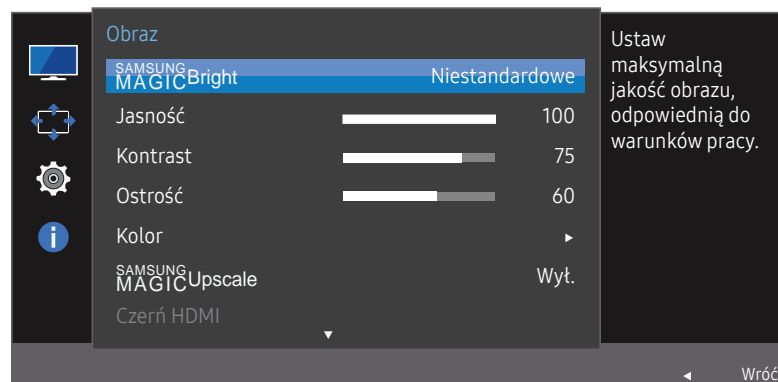 Obraz
SAMSUNG MAGICBright Niestandardowe
Jasność 100
Kontrast 75
Ostrość 60
Kolor
SAMSUNG MAGICUpscale Wył.
Czerń HDMI
Ustaw
maksymalną
jakość obrazu,
odpowiednią do
warunków pracy.
Wróć